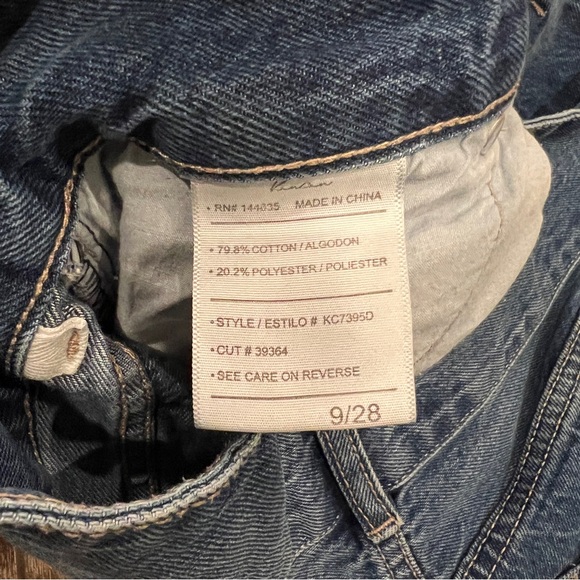 KanCan
• RN# 144635 MADE IN CHINA
• 79.8% COTTON / ALGODON
• 20.2% POLYESTER / POLIESTER
• STYLE / ESTILO # KC7395D
• CUT # 39364
• SEE CARE ON REVERSE
9/28